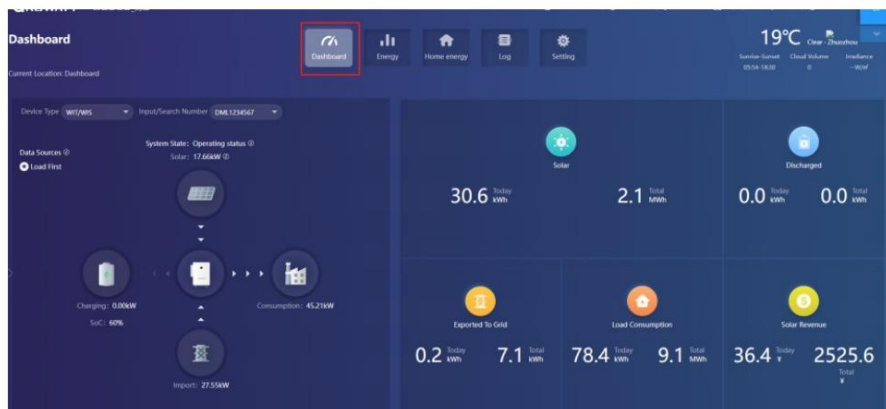 Dashboard
Current Location: Dashboard
Dashboard
Energy
Home energy
Log
Setting
19°C Clear - Zhuozhou
Sunrise-Sunset Cloud Volume Irradiance
05:54-18:30 0 --W/㎡
Device Type WIT/WIS Input/Search Number DML1234567
Data Sources
Load First
System State: Operating status
Solar: 17.66kW
Charging: 0.00kW
SoC: 60%
Consumption: 45.21kW
Import: 27.55kW
Solar
30.6 Today kWh 2.1 Total MWh
Discharged
0.0 Today kWh 0.0 Total kWh
Exported To Grid
0.2 Today kWh 7.1 Total kWh
Load Consumption
78.4 Today kWh 9.1 Total MWh
Solar Revenue
36.4 Today ¥ 2525.6 Total ¥